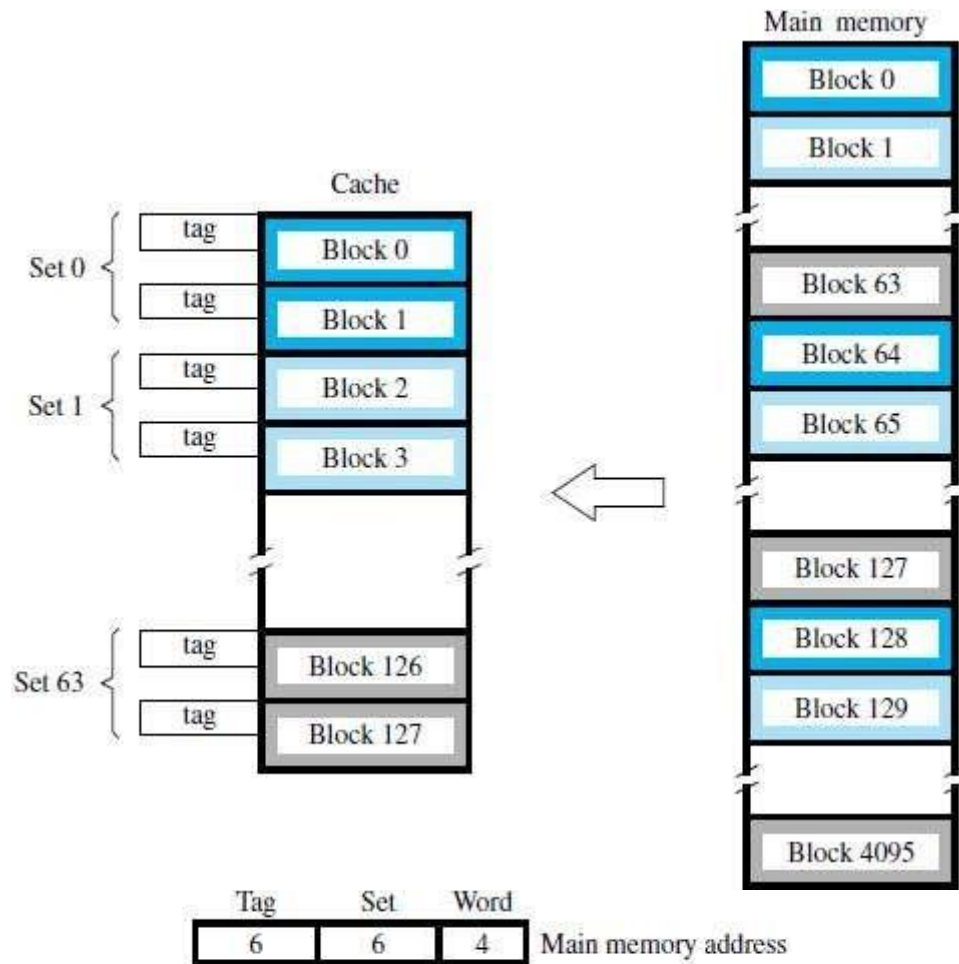 Main memory
Block 0
Block 1
Cache
Set 0
tag
Block 0
tag
Block 1
Set 1
tag
Block 2
tag
Block 3
Block 63
Block 64
Block 65
Block 127
Block 128
Block 129
Set 63
tag
Block 126
tag
Block 127
Block 4095
Tag Set Word
6 6 4 Main memory address